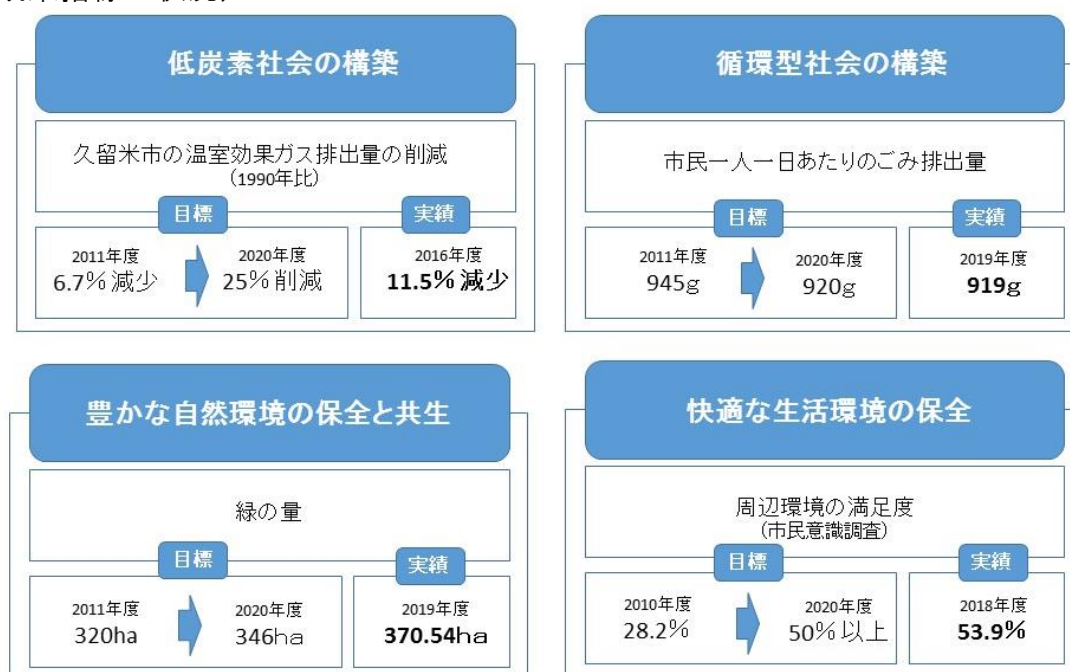 低炭素社会の構築
久留米市の温室効果ガス排出量の削減
(1990年比)
目標
実績
2011年度
6.7％減少
2020年度
25％削減
2016年度
11.5％減少
循環型社会の構築
市民一人一日あたりのごみ排出量
目標
実績
2011年度
945g
2020年度
920g
2019年度
919g
豊かな自然環境の保全と共生
緑の量
目標
実績
2011年度
320ha
2020年度
346ha
2019年度
370.54ha
快適な生活環境の保全
周辺環境の満足度
(市民意識調査)
目標
実績
2010年度
28.2％
2020年度
50％以上
2018年度
53.9％